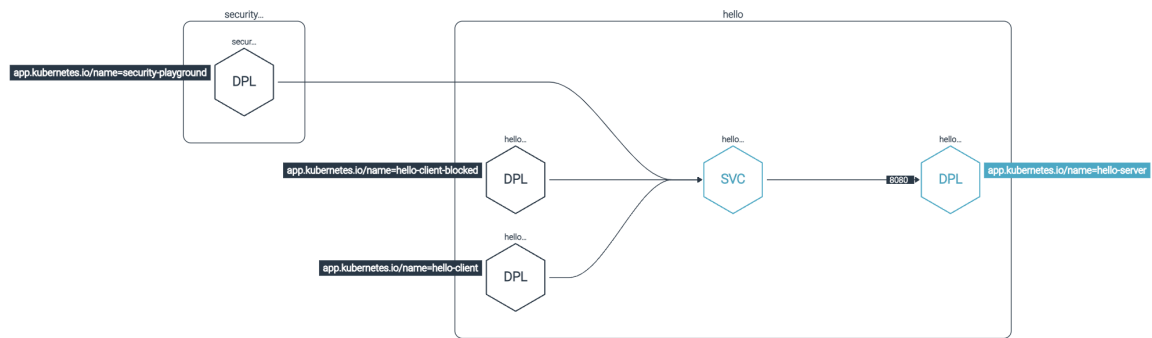 security...
hello
secur...
app.kubernetes.io/name=security-playground
DPL
hello...
hello...
hello...
app.kubernetes.io/name=hello-client-blocked
DPL
SVC
8080
DPL
app.kubernetes.io/name=hello-server
hello...
app.kubernetes.io/name=hello-client
DPL